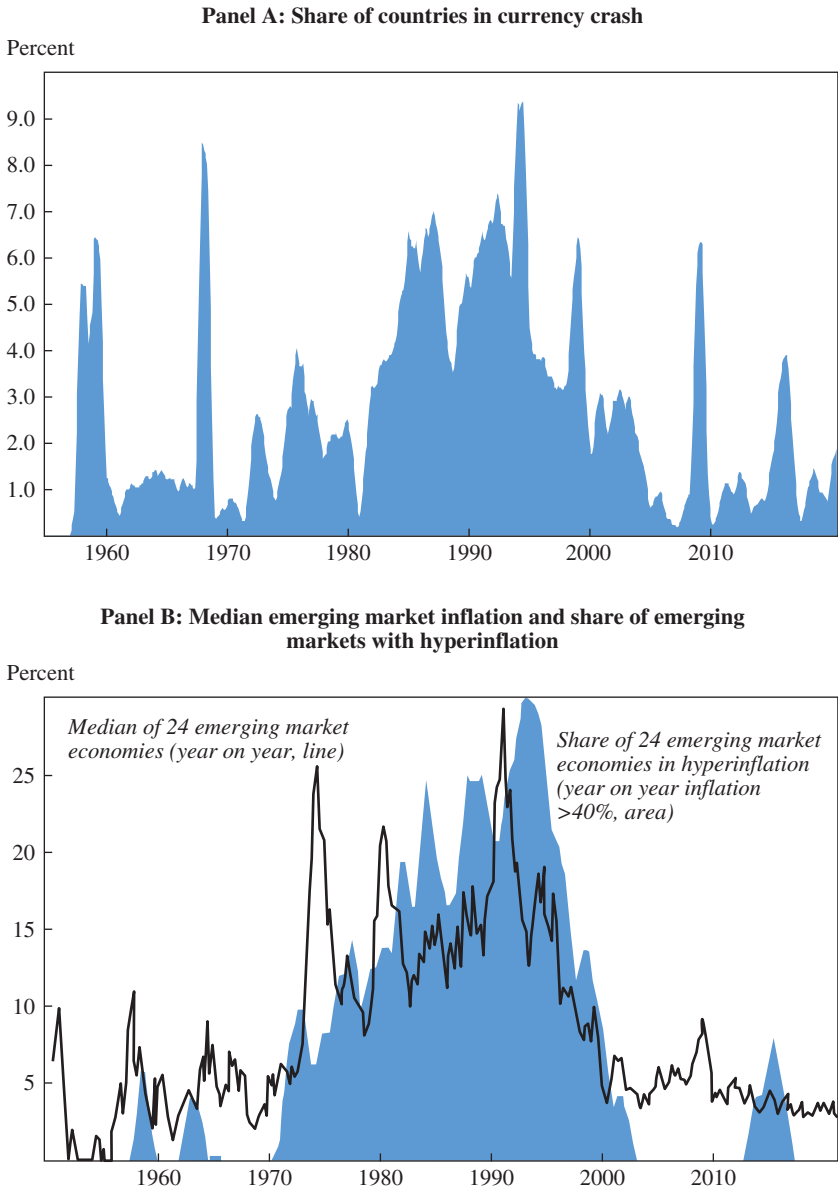 Panel A: Share of countries in currency crash
Percent
9.0
8.0
7.0
6.0
5.0
4.0
3.0
2.0
1.0
1960 1970 1980 1990 2000 2010
Panel B: Median emerging market inflation and share of emerging
markets with hyperinflation
Percent
Median of 24 emerging market
economies (year on year, line)
Share of 24 emerging market
economies in hyperinflation
(year on year inflation
>40%, area)
25
20
15
10
5
1960 1970 1980 1990 2000 2010